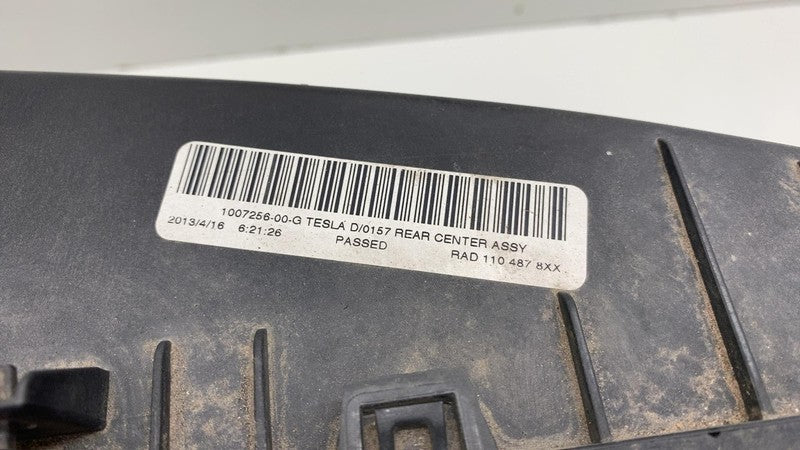 1007256-00-G TESLA D/0157 REAR CENTER ASSY
2013/4/16 6:21:26 PASSED RAD 110 487 8XX